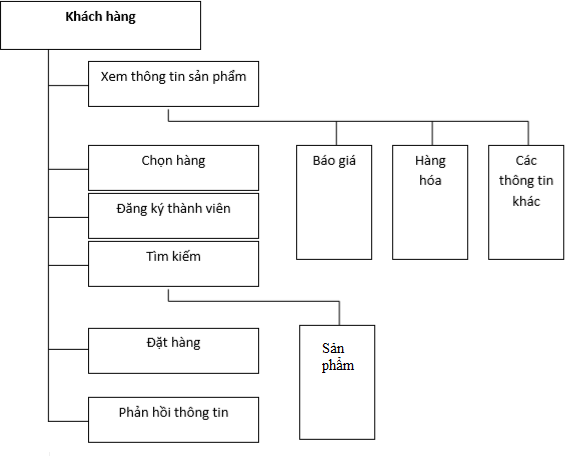 Khách hàng
Xem thông tin sản phẩm
Chọn hàng
Báo giá
Hàng
hóa
Các
thông tin
khác
Đăng ký thành viên
Tìm kiếm
Đặt hàng
Sản
phẩm
Phản hồi thông tin